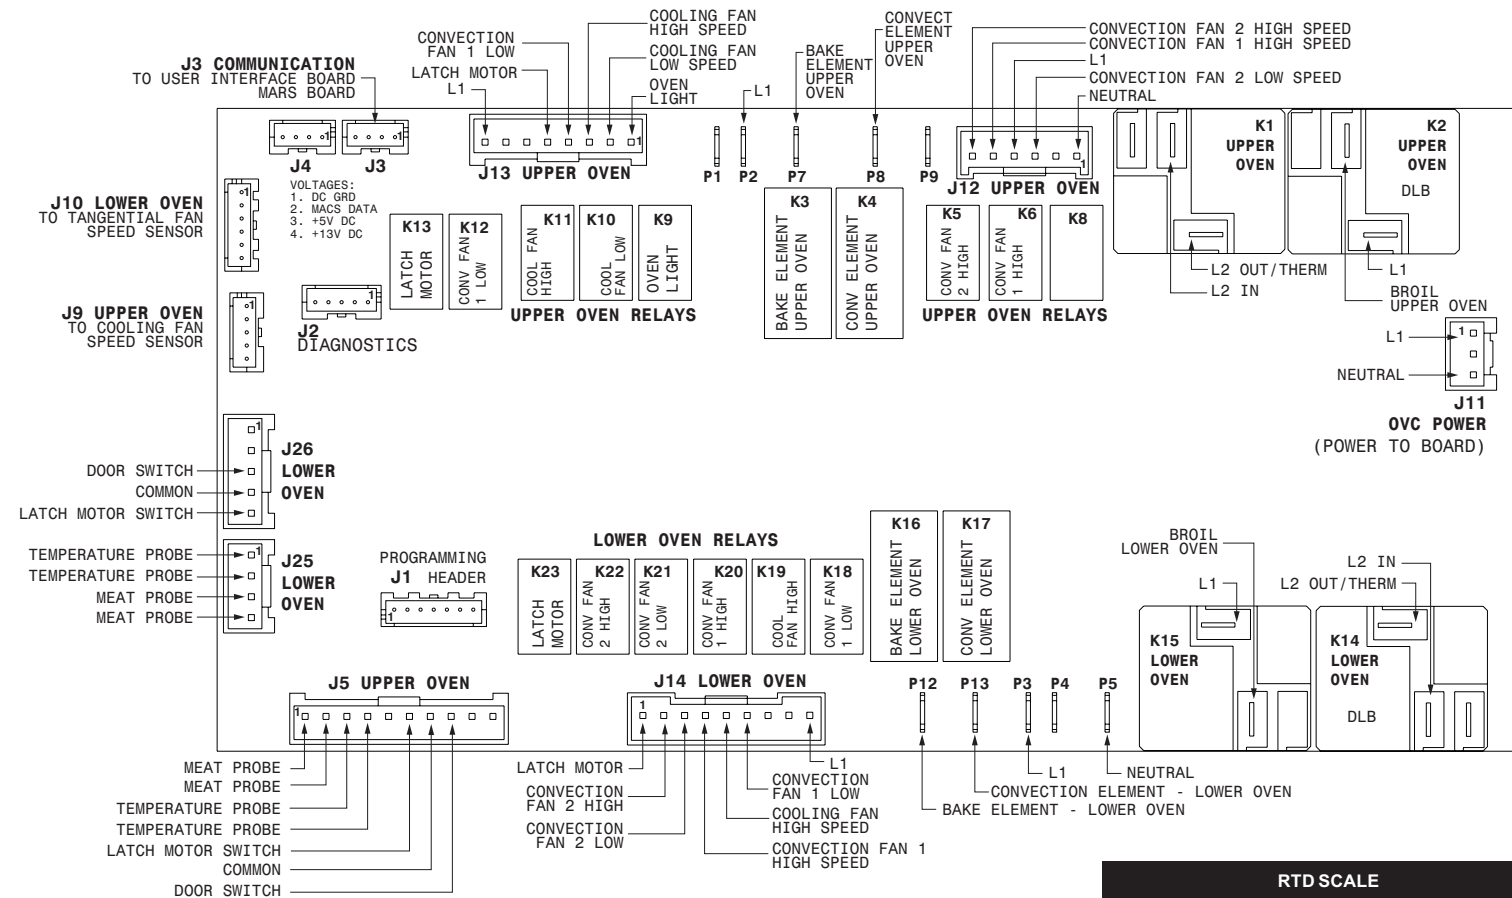 COOLING FAN
HIGH SPEED
CONVECTION
FAN 1 LOW
COOLING FAN
LOW SPEED
LATCH MOTOR
L1
OVEN
LIGHT
J3 COMMUNICATION
TO USER INTERFACE BOARD
MARS BOARD
L1
BAKE
ELEMENT
UPPER
OVEN
CONVECT
ELEMENT
UPPER
OVEN
CONVECTION FAN 2 HIGH SPEED
CONVECTION FAN 1 HIGH SPEED
L1
CONVECTION FAN 2 LOW SPEED
NEUTRAL
1
J4
1
J3
1
J13 UPPER OVEN
P1
P2
P7
P8
P9
1
J12 UPPER OVEN
K1
UPPER
OVEN
K2
UPPER
OVEN
DLB
VOLTAGES:
1. DC GRD
2. MACS DATA
3. +5V DC
4. +13V DC
J10 LOWER OVEN
TO TANGENTIAL FAN
SPEED SENSOR
1
K13
LATCH
MOTOR
K12
CONV FAN
1 LOW
K11
COOL FAN
HIGH
K10
COOL
FAN LOW
K9
OVEN
LIGHT
UPPER OVEN RELAYS
K3
BAKE ELEMENT
UPPER OVEN
K4
CONV ELEMENT
UPPER OVEN
K5
CONV FAN
2 HIGH
K6
CONV FAN
1 HIGH
K8
UPPER OVEN RELAYS
L2 OUT/THERM
L2 IN
L1
BROIL
UPPER OVEN
J9 UPPER OVEN
TO COOLING FAN
SPEED SENSOR
1
1
J2
DIAGNOSTICS
L1
1
NEUTRAL
J11
OVC POWER
(POWER TO BOARD)
1
J26
LOWER
OVEN
DOOR SWITCH
COMMON
LATCH MOTOR SWITCH
1
J25
LOWER
OVEN
TEMPERATURE PROBE
TEMPERATURE PROBE
MEAT PROBE
MEAT PROBE
PROGRAMMING
J1 HEADER
1
LOWER OVEN RELAYS
K23
LATCH
MOTOR
K22
CONV FAN
2 HIGH
K21
CONV FAN
2 LOW
K20
CONV FAN
1 HIGH
K19
COOL
FAN HIGH
K18
CONV FAN
1 LOW
K16
BAKE ELEMENT
LOWER OVEN
K17
CONV ELEMENT
LOWER OVEN
BROIL
LOWER OVEN
L1
L2 IN
L2 OUT/THERM
K15
LOWER
OVEN
K14
LOWER
OVEN
DLB
J5 UPPER OVEN
1
J14 LOWER OVEN
1
P12
P13
P3
P4
P5
MEAT PROBE
MEAT PROBE
TEMPERATURE PROBE
TEMPERATURE PROBE
LATCH MOTOR SWITCH
COMMON
DOOR SWITCH
LATCH MOTOR
CONVECTION
FAN 2 HIGH
CONVECTION
FAN 2 LOW
L1
CONVECTION
FAN 1 LOW
COOLING FAN
HIGH SPEED
CONVECTION FAN 1
HIGH SPEED
L1
NEUTRAL
CONVECTION ELEMENT - LOWER OVEN
BAKE ELEMENT - LOWER OVEN
RTD SCALE